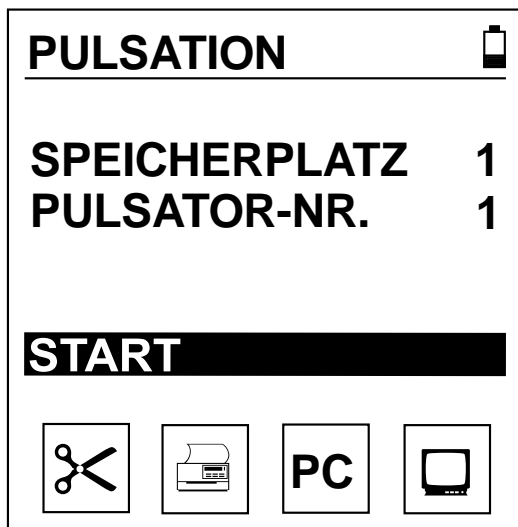 PULSATION
SPEICHERPLATZ 1
PULSATOR-NR. 1
START
PC